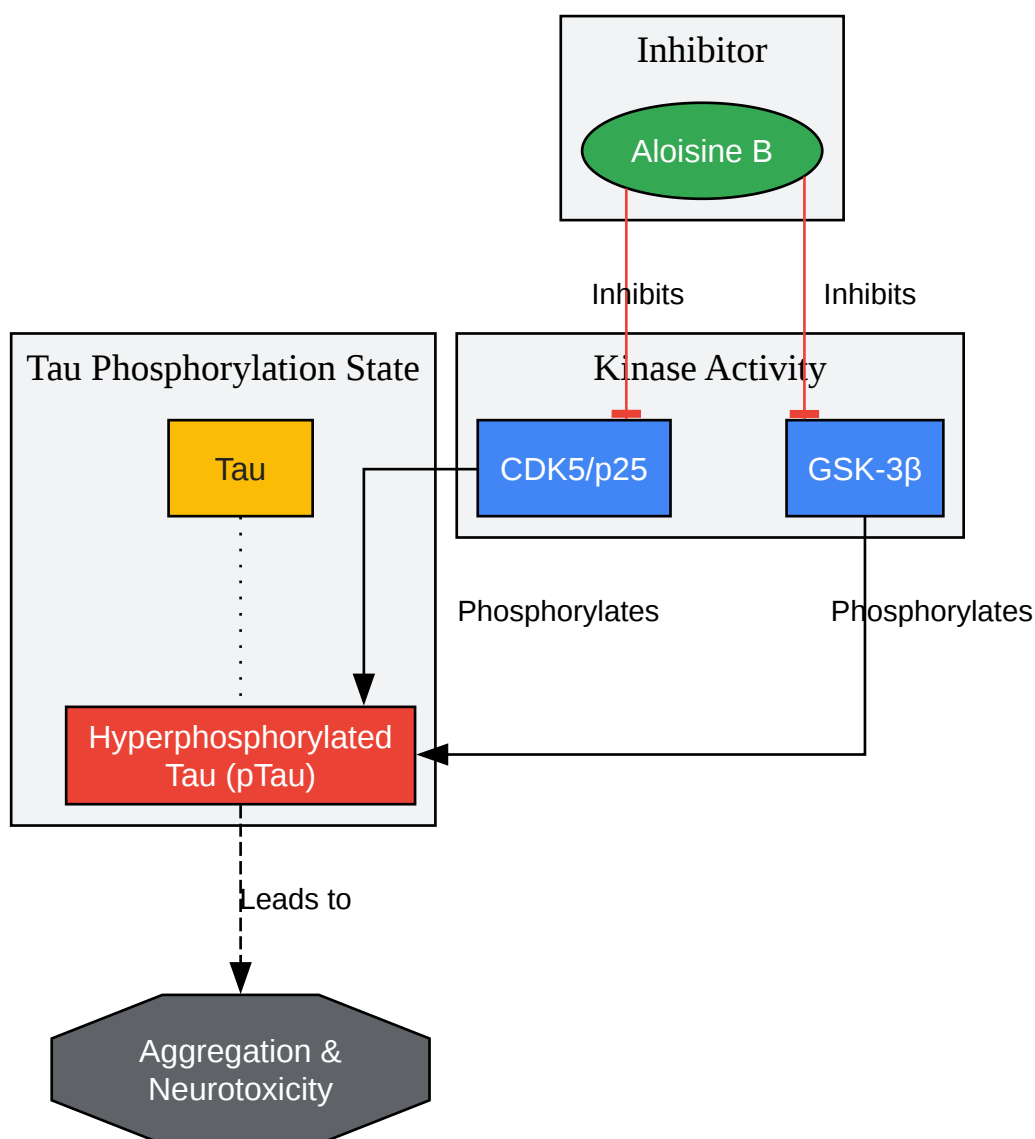 Inhibitor
Aloisine B
Inhibits
Inhibits
Tau Phosphorylation State
Kinase Activity
Tau
CDK5/p25
GSK-3β
Phosphorylates
Phosphorylates
Hyperphosphorylated
Tau (pTau)
Leads to
Aggregation &
Neurotoxicity